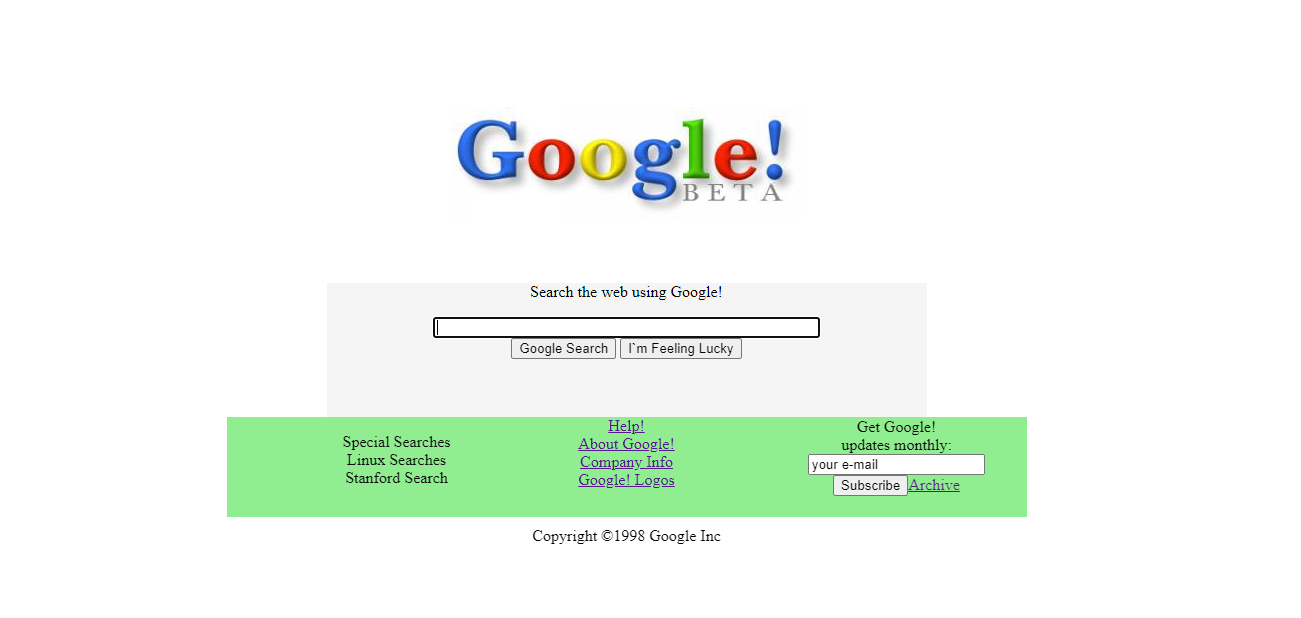 Google!
BETA
Search the web using Google!
Google Search I`m Feeling Lucky
Special Searches
Linux Searches
Stanford Search
Help!
About Google!
Company Info
Google! Logos
Get Google!
updates monthly:
your e-mail
Subscribe Archive
Copyright ©1998 Google Inc